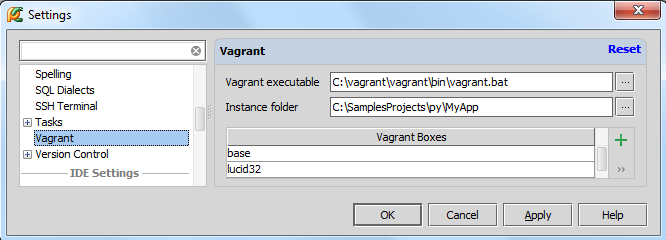 Settings
Vagrant
Reset
Spelling
SQL Dialects
SSH Terminal
Tasks
Vagrant
Version Control
IDE Settings
Vagrant executable
C:\vagrant\vagrant\bin\vagrant.bat
...
Instance folder
C:\SamplesProjects\py\MyApp
...
Vagrant Boxes
base
lucid32
OK
Cancel
Apply
Help